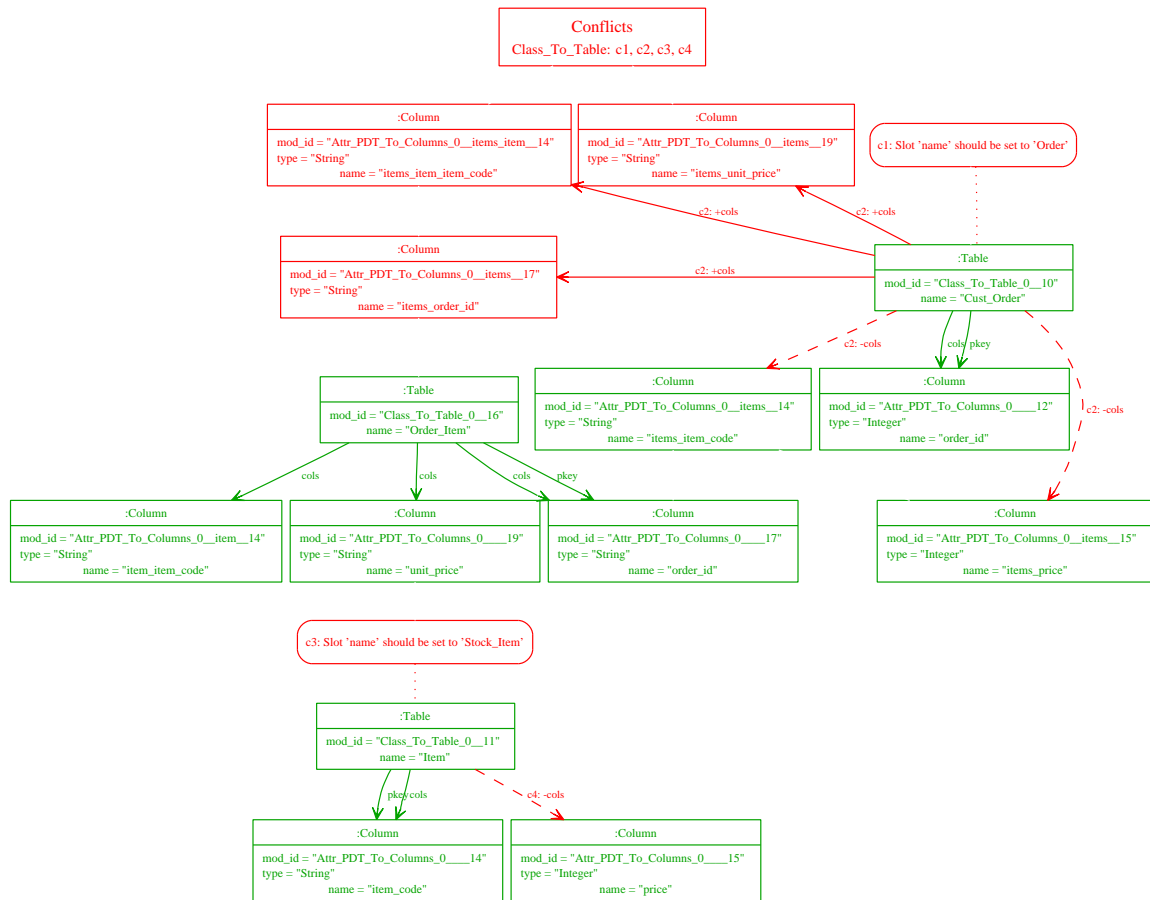 Conflicts
Class_To_Table: c1, c2, c3, c4
:Column
mod_id = "Attr_PDT_To_Columns_0__items_item__14"
type = "String"
name = "items_item_item_code"
:Column
mod_id = "Attr_PDT_To_Columns_0__items__19"
type = "String"
name = "items_unit_price"
c1: Slot 'name' should be set to 'Order'
c2: +cols
c2: +cols
:Column
mod_id = "Attr_PDT_To_Columns_0__items__17"
type = "String"
name = "items_order_id"
c2: +cols
:Table
mod_id = "Class_To_Table_0__10"
name = "Cust_Order"
c2: -cols
cols
pkey
c2: -cols
:Table
mod_id = "Class_To_Table_0__16"
name = "Order_Item"
:Column
mod_id = "Attr_PDT_To_Columns_0__items__14"
type = "String"
name = "items_item_code"
:Column
mod_id = "Attr_PDT_To_Columns_0____12"
type = "Integer"
name = "order_id"
cols
cols
cols
pkey
:Column
mod_id = "Attr_PDT_To_Columns_0__item__14"
type = "String"
name = "item_item_code"
:Column
mod_id = "Attr_PDT_To_Columns_0____19"
type = "String"
name = "unit_price"
:Column
mod_id = "Attr_PDT_To_Columns_0____17"
type = "String"
name = "order_id"
:Column
mod_id = "Attr_PDT_To_Columns_0__items__15"
type = "Integer"
name = "items_price"
c3: Slot 'name' should be set to 'Stock_Item'
:Table
mod_id = "Class_To_Table_0__11"
name = "Item"
pkey
cols
c4: -cols
:Column
mod_id = "Attr_PDT_To_Columns_0____14"
type = "String"
name = "item_code"
:Column
mod_id = "Attr_PDT_To_Columns_0____15"
type = "Integer"
name = "price"